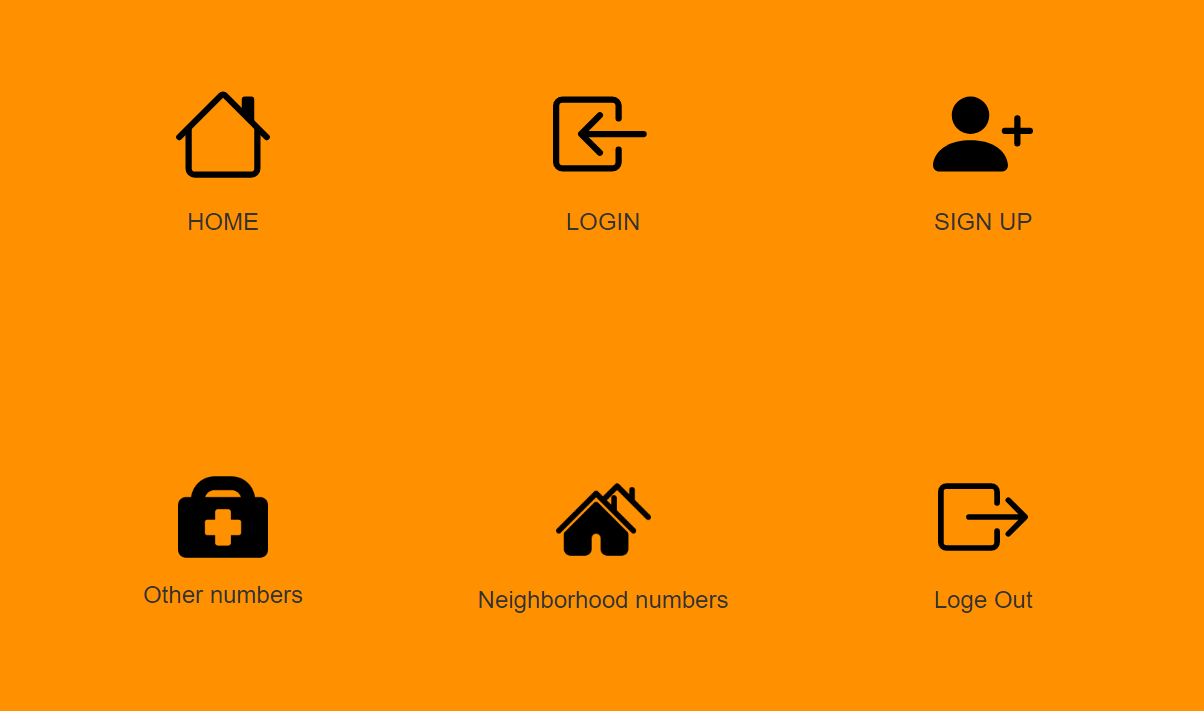 HOME
LOGIN
SIGN UP
Other numbers
Neighborhood numbers
Loge Out